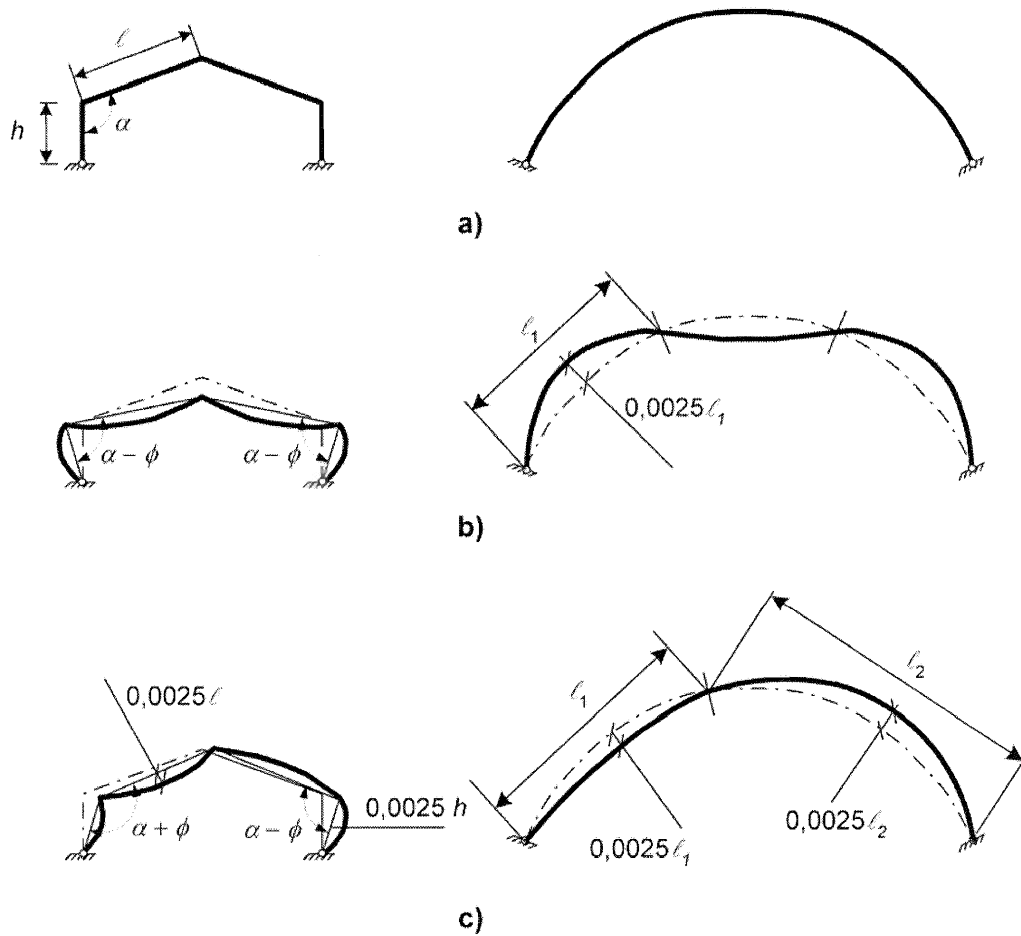 ℓ
h
α
a)
ℓ₁
0,0025ℓ₁
α − ϕ
α − ϕ
b)
0,0025ℓ
ℓ₁
ℓ₂
α + ϕ
α − ϕ
0,0025 h
0,0025ℓ₁
0,0025ℓ₂
c)